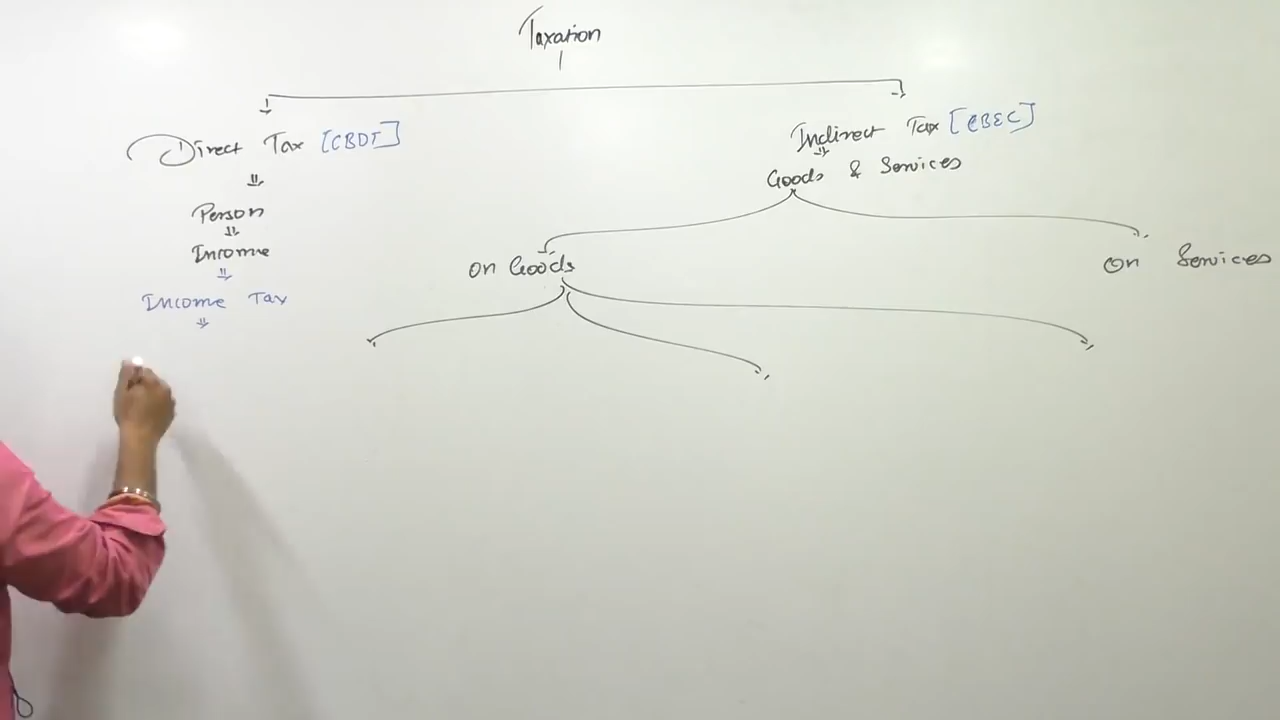 Taxation
Direct Tax [CBDT]
Indirect Tax [CBEC]
Goods & Services
Person
Income
Income Tax
On Goods
On Services